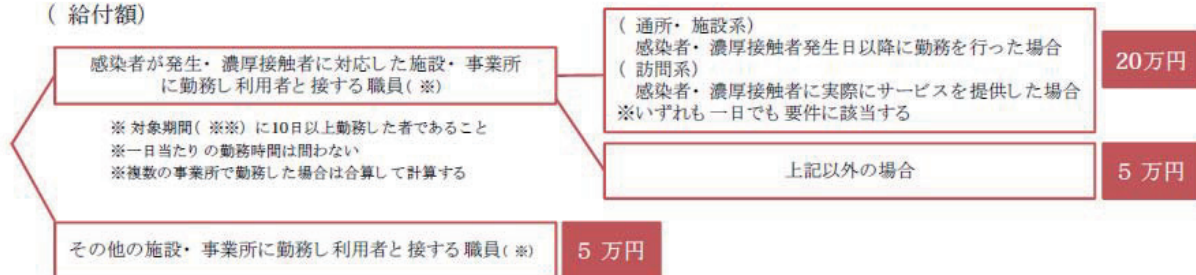 ( 給付額)
感染者が発生・濃厚接触者に対応した施設・事業所
に勤務し利用者と接する職員(※)
※対象期間(※※)に10日以上勤務した者であること
※一日当たりの勤務時間は問わない
※複数の事業所で勤務した場合は合算して計算する
( 通所・施設系)
感染者・濃厚接触者発生日以降に勤務を行った場合
( 訪問系)
感染者・濃厚接触者に実際にサービスを提供した場合
※いずれも一日でも要件に該当する
20万円
上記以外の場合
5 万円
その他の施設・事業所に勤務し利用者と接する職員(※)
5 万円